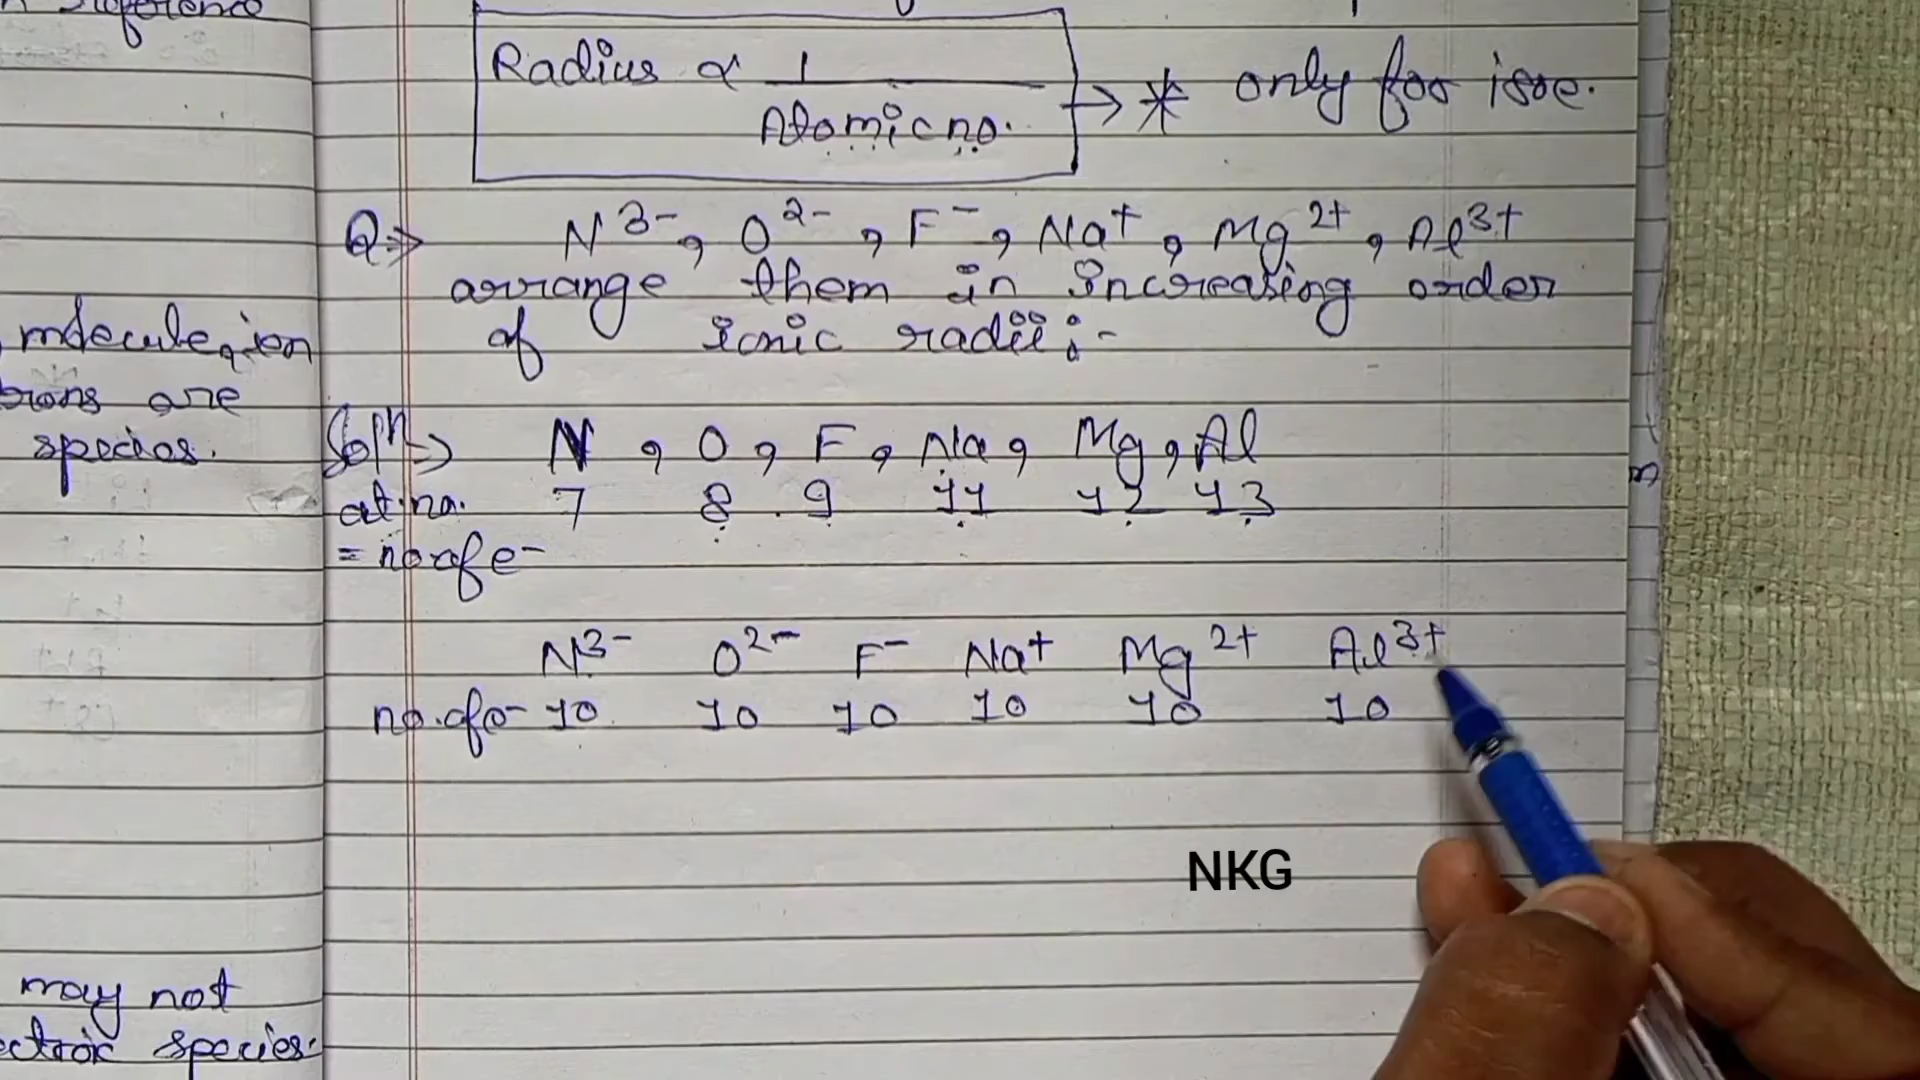 Radius ∝ 1
Atomic no.
→ * only for isoe.
Q⇒ N³⁻, O²⁻, F⁻, Na⁺, Mg²⁺, Al³⁺
arrange them in increasing order
of ionic radii:-
molecule, ion
are
species.
Solⁿ→ N, O, F, Na, Mg, Al
at.no. 7 8 9 11 12 13
= no of e⁻
N³⁻ O²⁻ F⁻ Na⁺ Mg²⁺ Al³⁺
no. of e⁻ 10 10 10 10 10 10
NKG
may not
species.